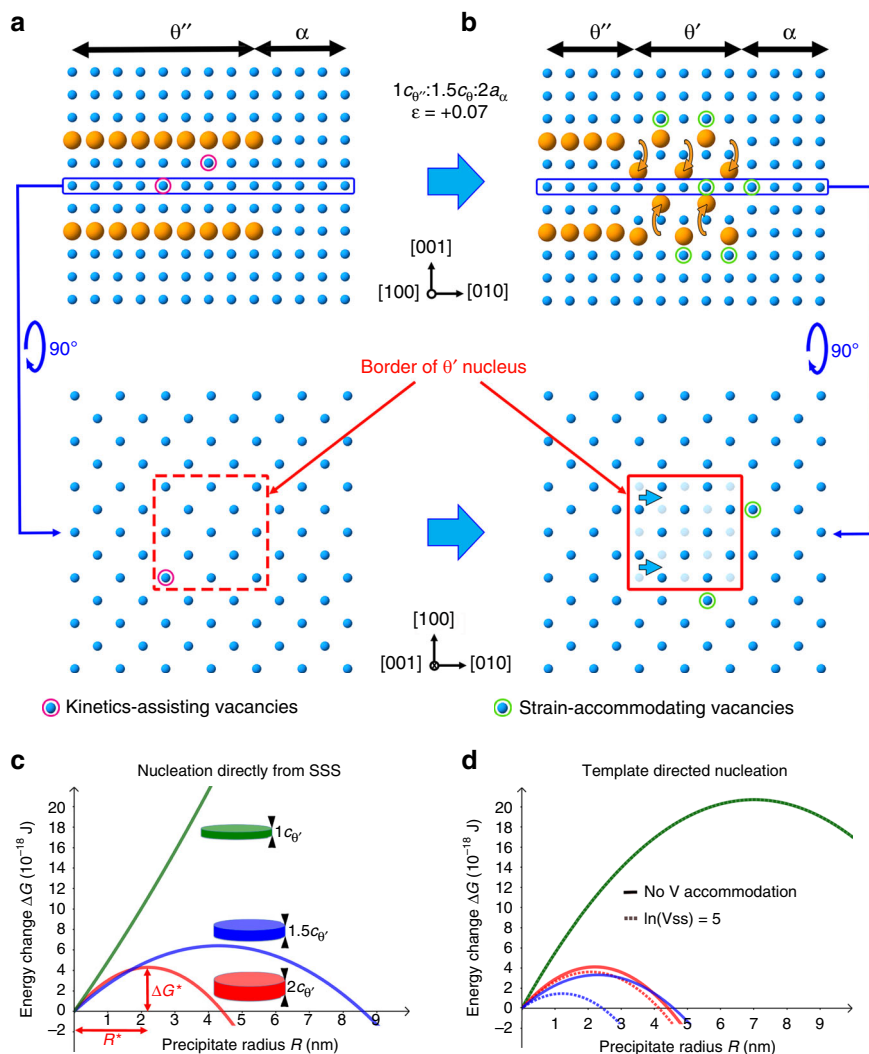 a
θ″
α
b
θ″
θ′
α
1cθ″:1.5cθ:2aα
ε = +0.07
[001]
[100]
[010]
90°
90°
Border of θ′ nucleus
[100]
[001]
[010]
Kinetics-assisting vacancies
Strain-accommodating vacancies
c
Nucleation directly from SSS
Energy change ΔG (10⁻¹⁸ J)
20
18
16
14
12
10
8
6
4
2
0
−2
1cθ′
1.5cθ′
2cθ′
ΔG*
R*
1 2 3 4 5 6 7 8 9
Precipitate radius R (nm)
d
Template directed nucleation
Energy change ΔG (10⁻¹⁸ J)
20
18
16
14
12
10
8
6
4
2
0
−2
No V accommodation
ln(Vss) = 5
1 2 3 4 5 6 7 8 9
Precipitate radius R (nm)